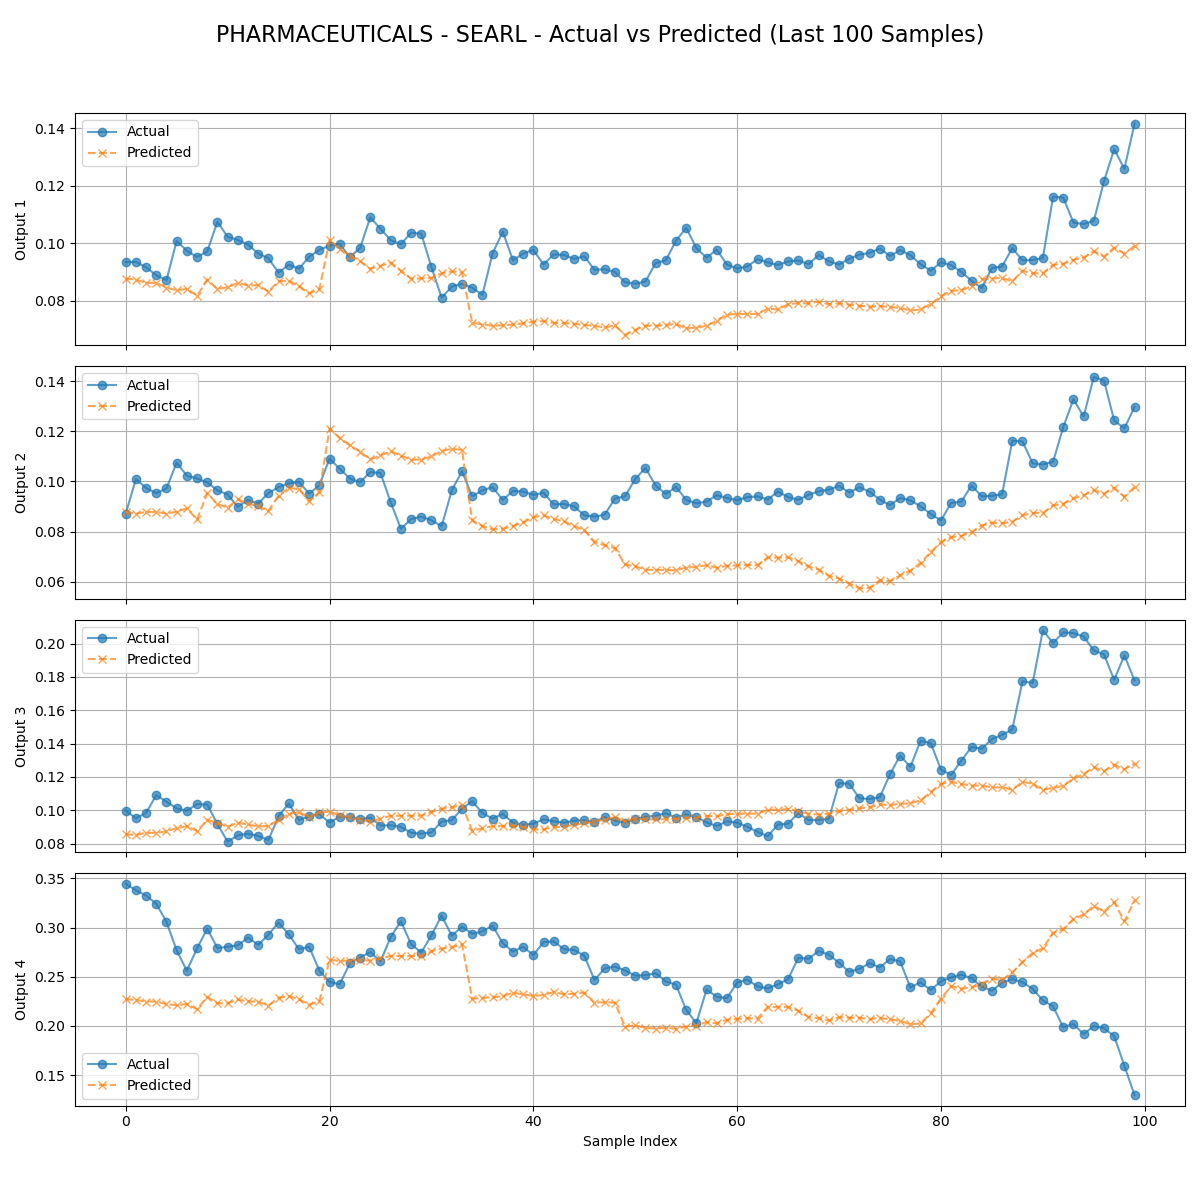 PHARMACEUTICALS - SEARL - Actual vs Predicted (Last 100 Samples)
Output 1
0.14
0.12
0.10
0.08
Actual
Predicted
Output 2
0.14
0.12
0.10
0.08
0.06
Actual
Predicted
Output 3
0.20
0.18
0.16
0.14
0.12
0.10
0.08
Actual
Predicted
Output 4
0.35
0.30
0.25
0.20
0.15
Actual
Predicted
0 20 40 60 80 100
Sample Index